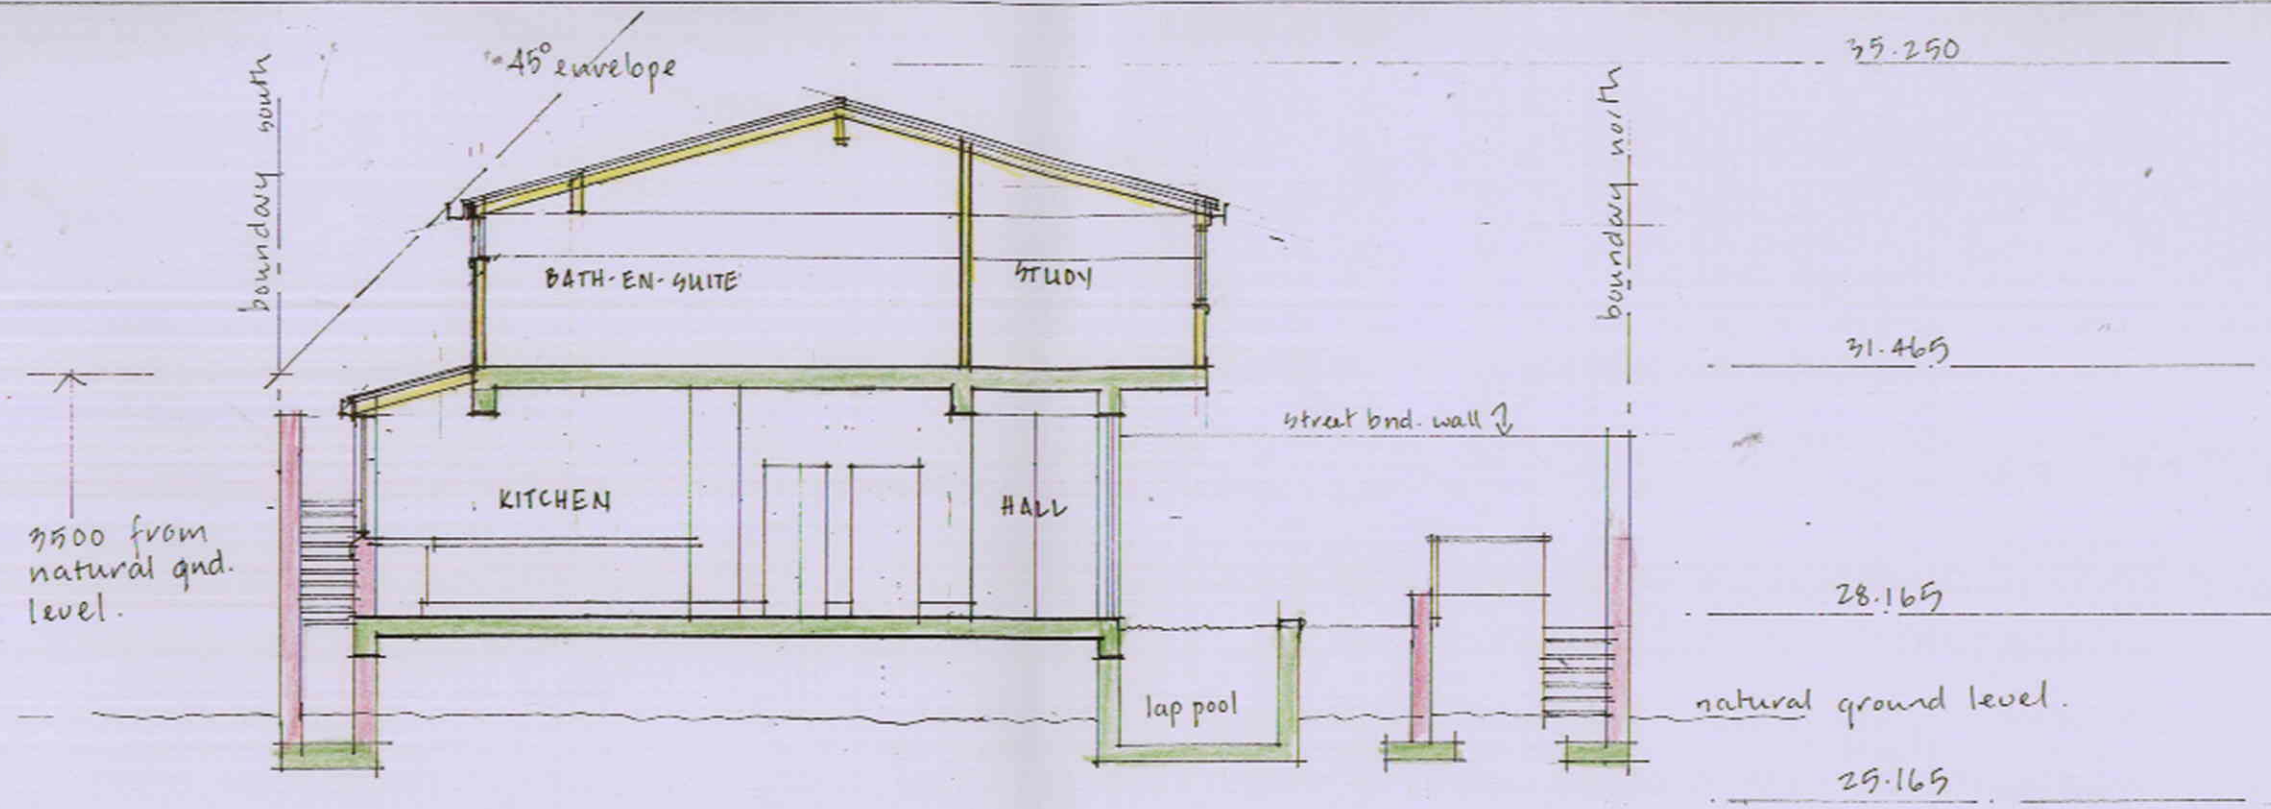 45° envelope
35.250
boundary south
boundary north
BATH-EN-SUITE
STUDY
31.465
street bnd. wall
KITCHEN
HALL
3500 from
natural gnd.
level.
28.165
lap pool
natural ground level.
25.165